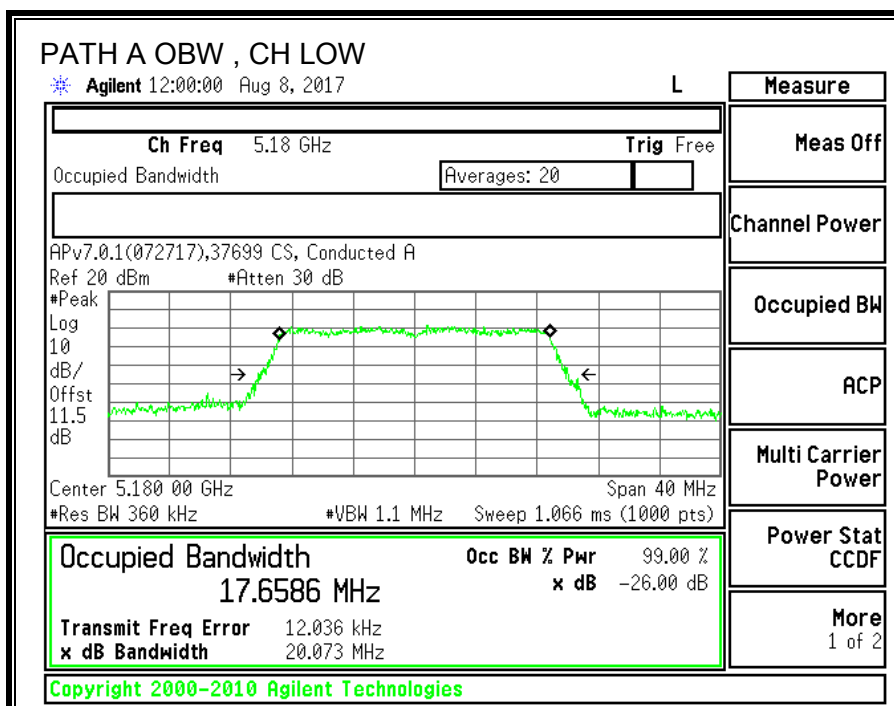 PATH A OBW , CH LOW
Agilent 12:00:00 Aug 8, 2017 L
Measure
Ch Freq 5.18 GHz Trig Free
Meas Off
Occupied Bandwidth Averages: 20
Channel Power
APv7.0.1(072717),37699 CS, Conducted A
Ref 20 dBm #Atten 30 dB
#Peak
Log
10
dB/
Offst
11.5
dB
Occupied BW
ACP
Multi Carrier
Power
Center 5.180 00 GHz Span 40 MHz
#Res BW 360 kHz #VBW 1.1 MHz Sweep 1.066 ms (1000 pts)
Power Stat
CCDF
Occupied Bandwidth Occ BW % Pwr 99.00 %
17.6586 MHz x dB -26.00 dB
Transmit Freq Error 12.036 kHz
x dB Bandwidth 20.073 MHz
More
1 of 2
Copyright 2000-2010 Agilent Technologies